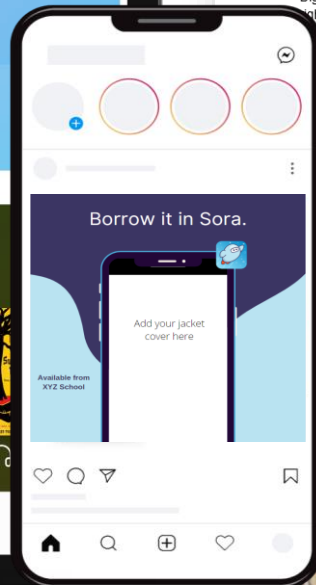 Borrow it in Sora.
Add your jacket
cover here
Available from
XYZ School